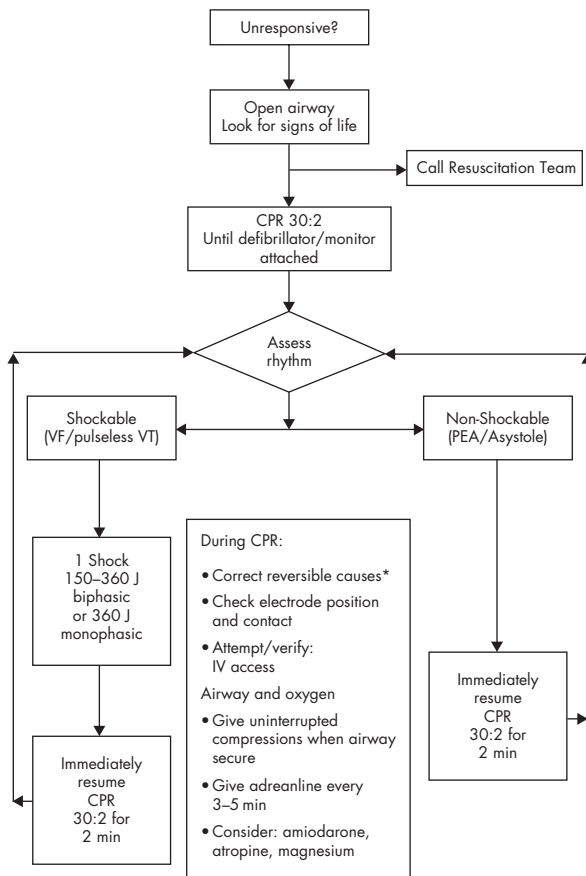 Unresponsive?
Open airway
Look for signs of life
Call Resuscitation Team
CPR 30:2
Until defibrillator/monitor
attached
Assess
rhythm
Shockable
(VF/pulseless VT)
Non-Shockable
(PEA/Asystole)
1 Shock
150–360 J
biphasic
or 360 J
monophasic
Immediately
resume
CPR
30:2 for
2 min
During CPR:
• Correct reversible causes*
• Check electrode position
and contact
• Attempt/verify:
IV access
Airway and oxygen
• Give uninterrupted
compressions when airway
secure
• Give adreanline every
3–5 min
• Consider: amiodarone,
atropine, magnesium
Immediately
resume
CPR
30:2 for
2 min